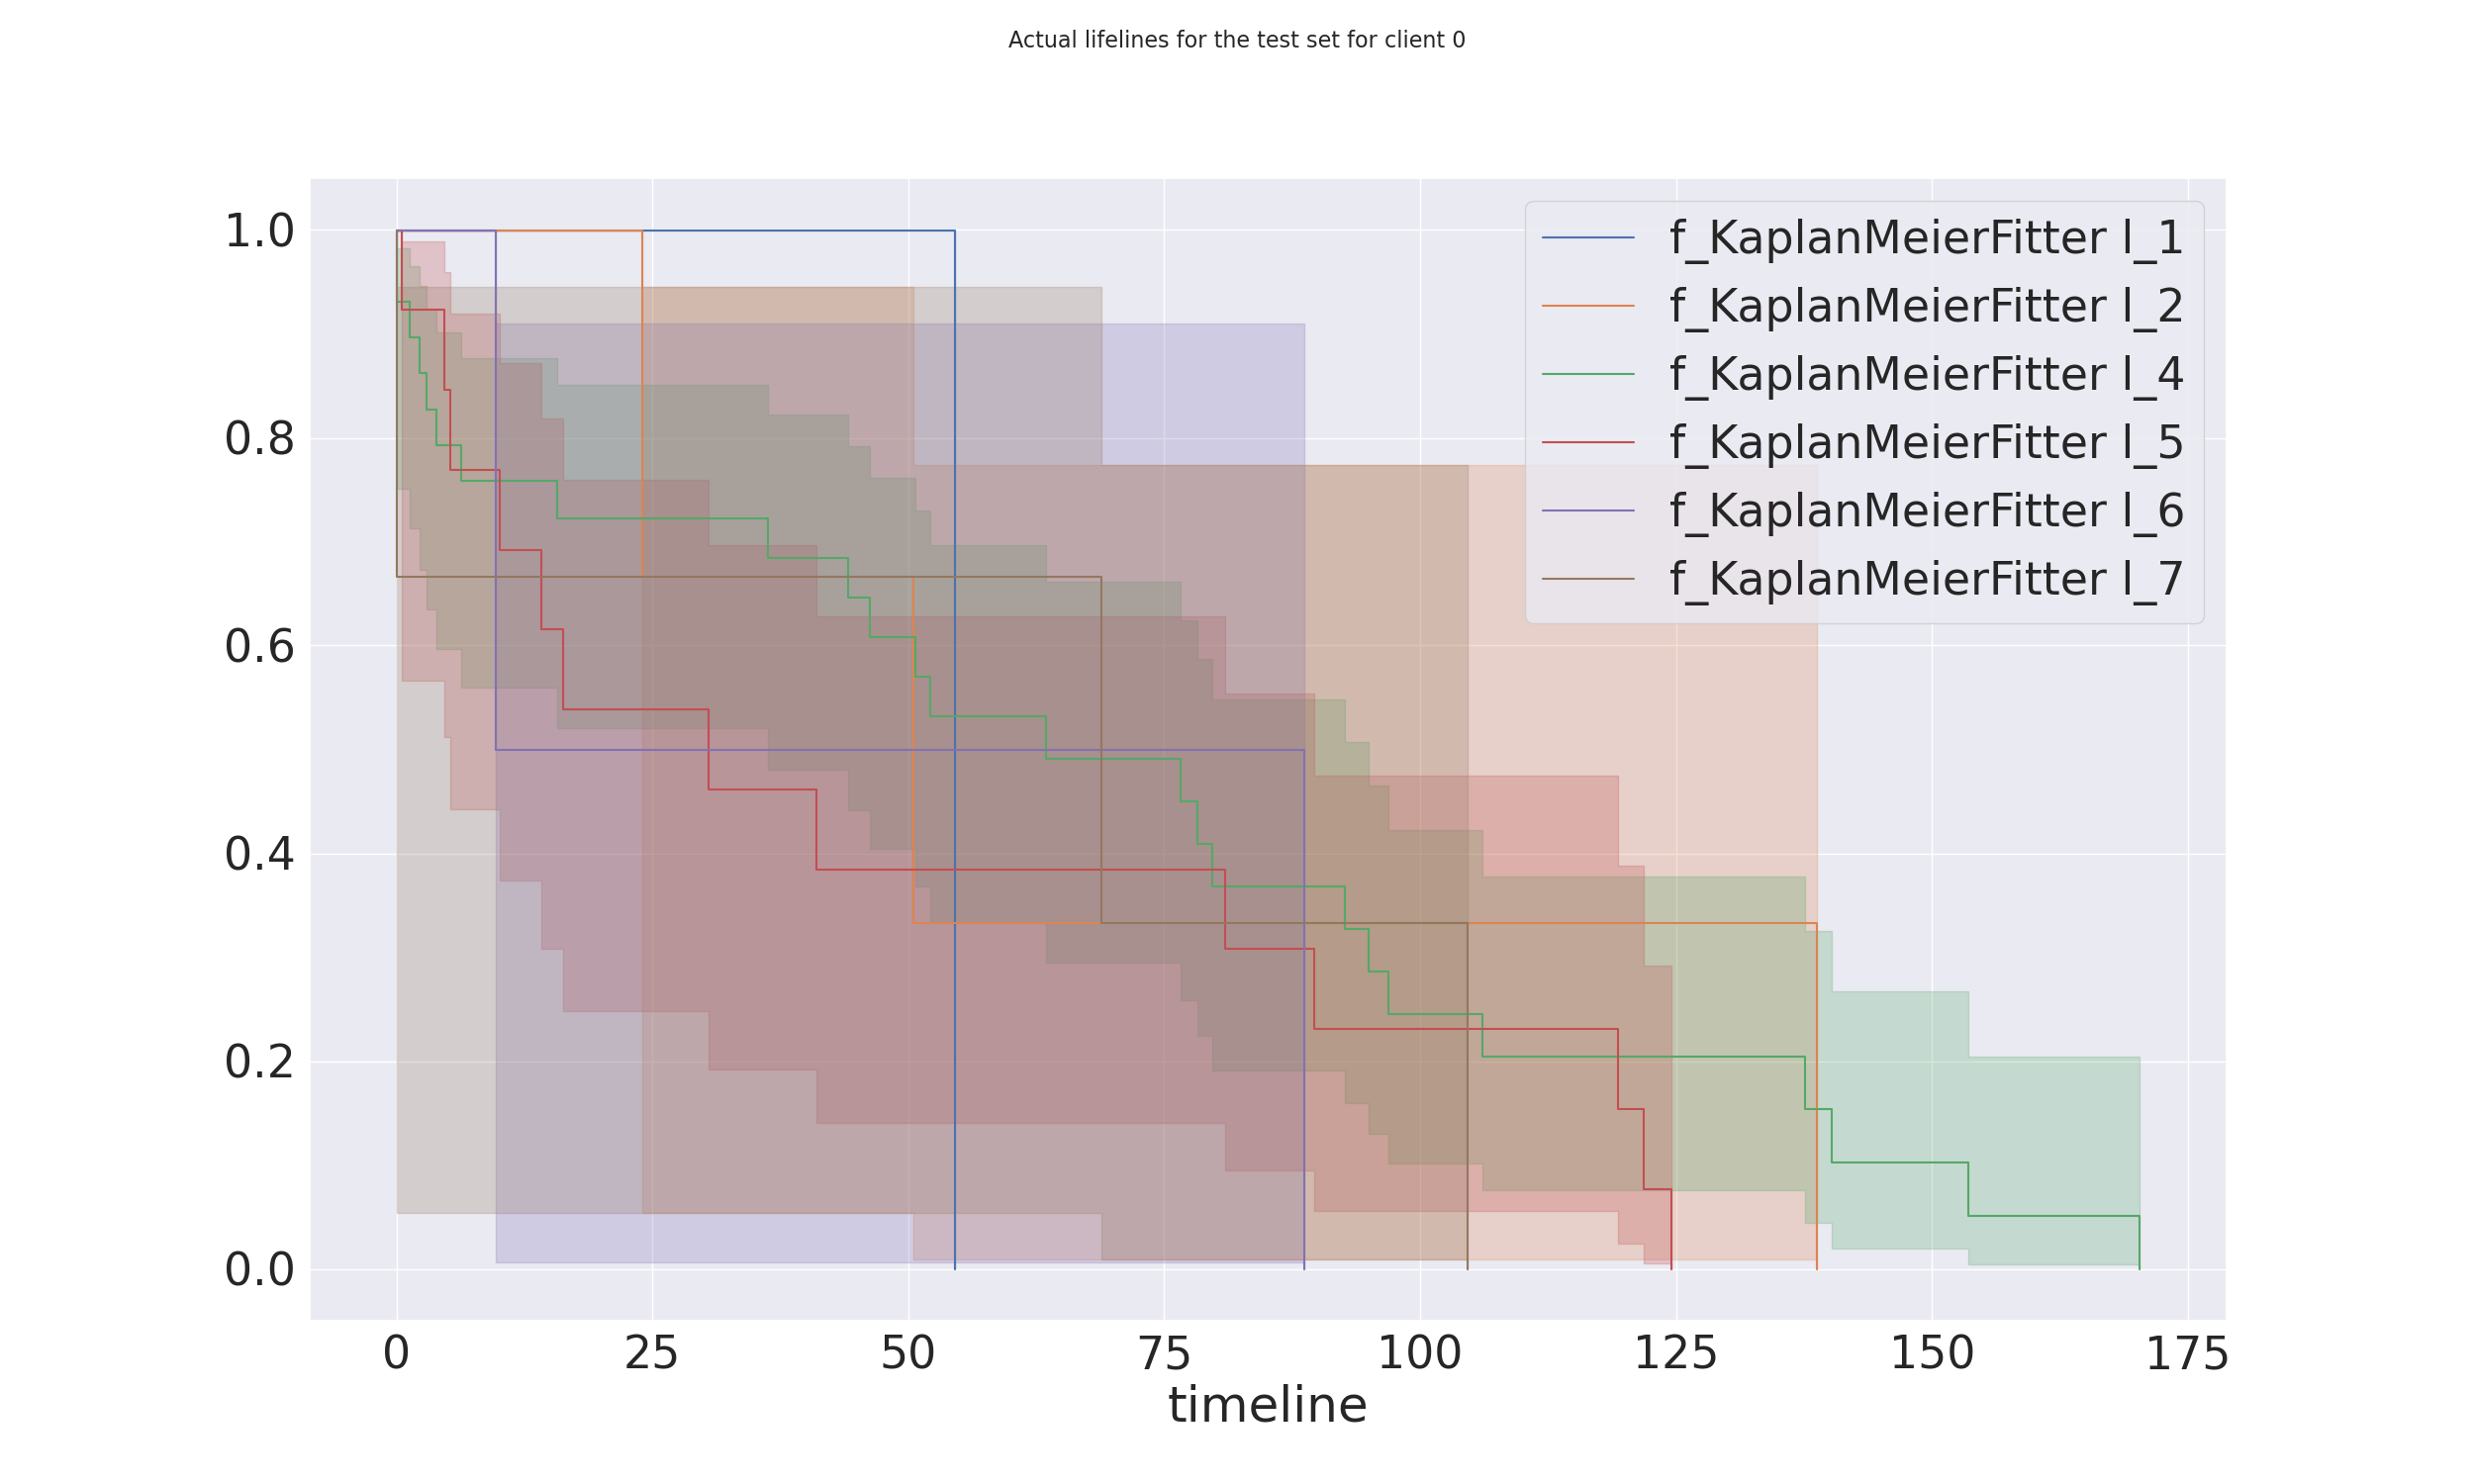 Actual lifelines for the test set for client 0
1.0
0.8
0.6
0.4
0.2
0.0
f_KaplanMeierFitter l_1
f_KaplanMeierFitter l_2
f_KaplanMeierFitter l_4
f_KaplanMeierFitter l_5
f_KaplanMeierFitter l_6
f_KaplanMeierFitter l_7
0 25 50 75 100 125 150 175
timeline